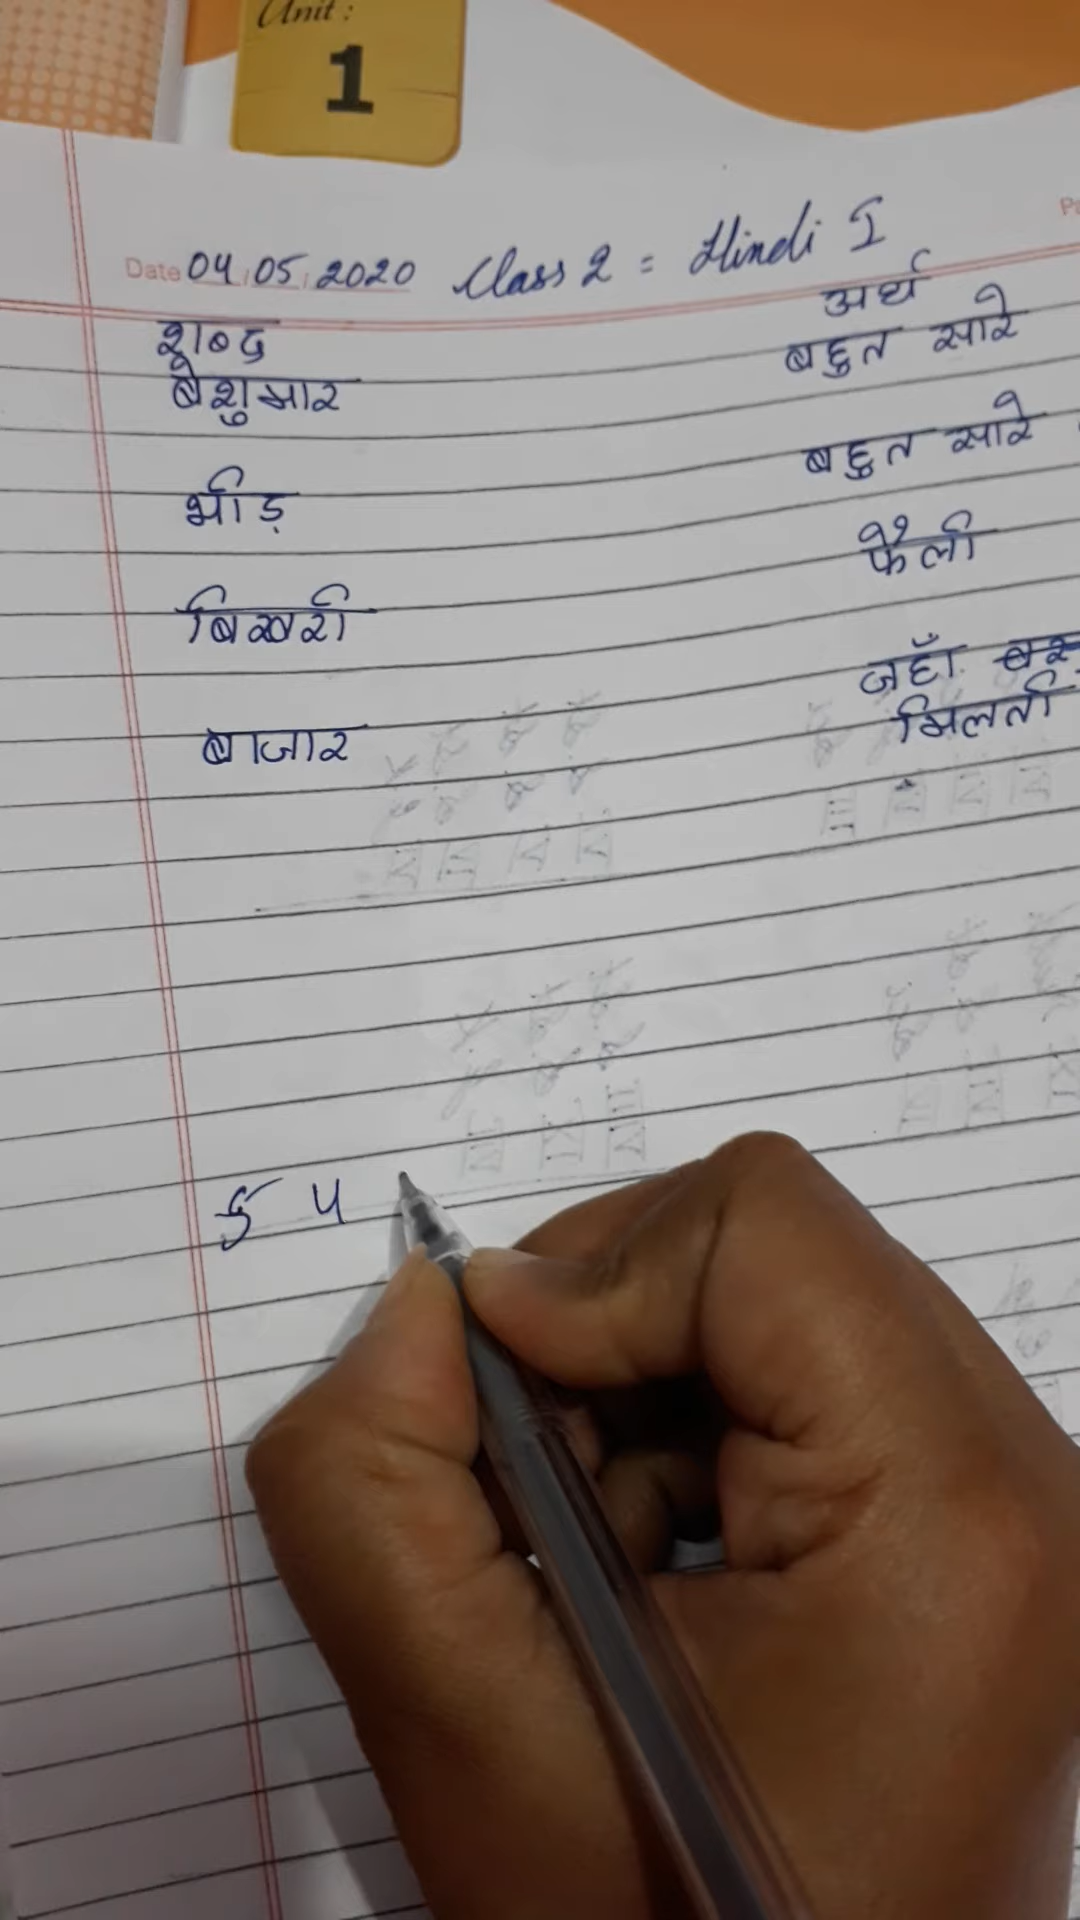 Unit :
1
Date 04.05.2020 Class 2 = Hindi I
शब्द अर्थ
बेशुमार बहुत सारे
भीड़ बहुत सारे
बिखरी फैली
बाजार जहाँ
मिलती